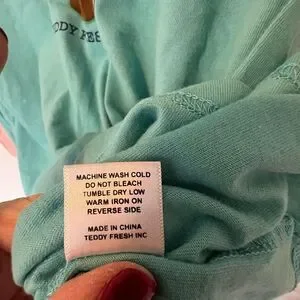 MACHINE WASH COLD
DO NOT BLEACH
TUMBLE DRY LOW
WARM IRON ON
REVERSE SIDE
MADE IN CHINA
TEDDY FRESH INC